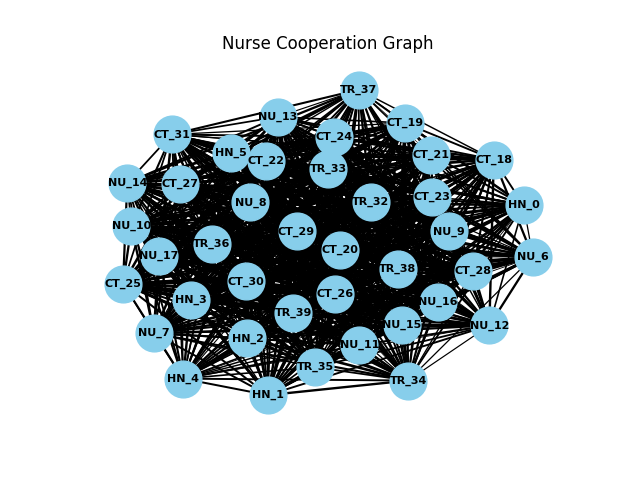 Nurse Cooperation Graph
TR_37
NU_13
CT_19
CT_31
CT_24
HN_5
CT_22
CT_21
CT_18
TR_33
NU_14
CT_27
NU_8
TR_32
CT_23
HN_0
NU_10
CT_29
NU_9
TR_36
CT_20
NU_17
NU_6
TR_38
CT_28
CT_25
CT_30
HN_3
CT_26
NU_16
TR_39
NU_15
NU_12
NU_7
HN_2
NU_11
TR_35
HN_4
TR_34
HN_1